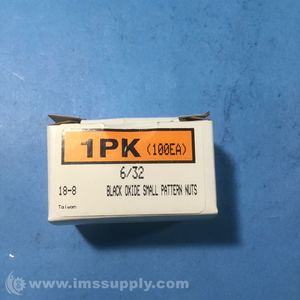 1PK (100EA)
6/32
18-8 BLACK OXIDE SMALL PATTERN NUTS
Taiwan
© www.imssupply.com